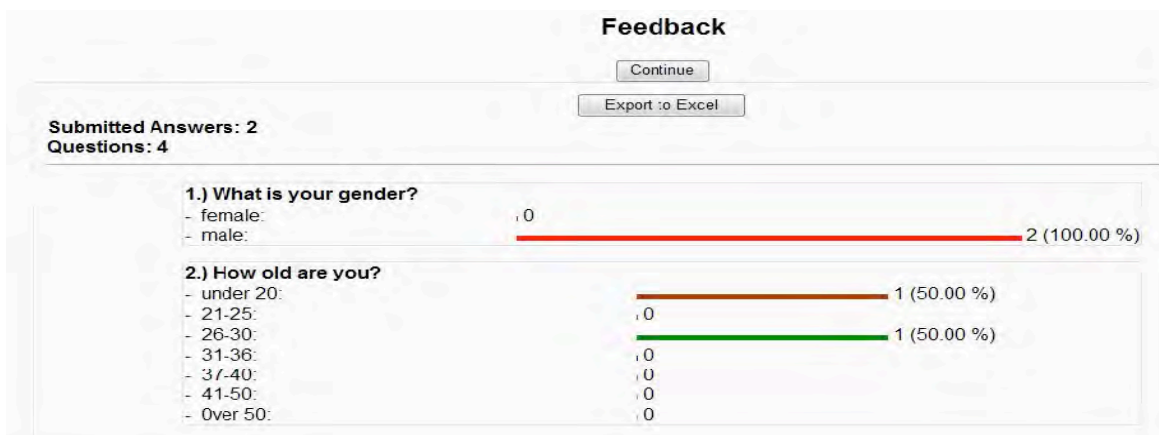 Feedback
Continue
Export to Excel
Submitted Answers: 2
Questions: 4
1.) What is your gender?
- female: 0
- male: 2 (100.00 %)
2.) How old are you?
- under 20: 1 (50.00 %)
- 21-25: 0
- 26-30: 1 (50.00 %)
- 31-36: 0
- 37-40: 0
- 41-50: 0
- 0ver 50: 0